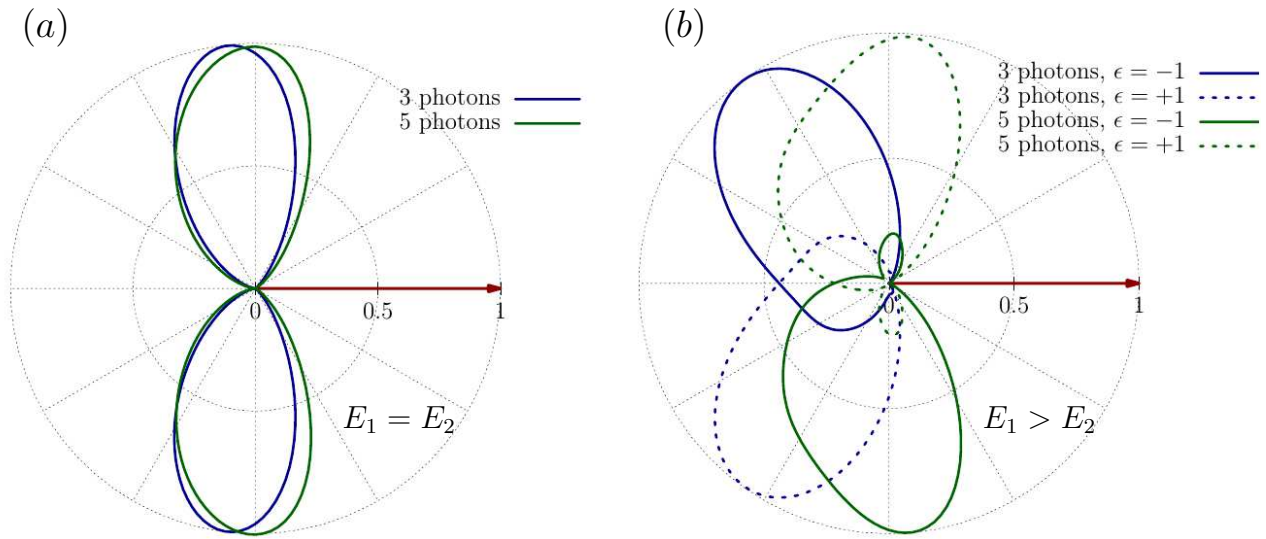 (a)
3 photons
5 photons
0
0.5
1
E₁ = E₂
(b)
3 photons, ϵ = −1
3 photons, ϵ = +1
5 photons, ϵ = −1
5 photons, ϵ = +1
0
0.5
1
E₁ > E₂